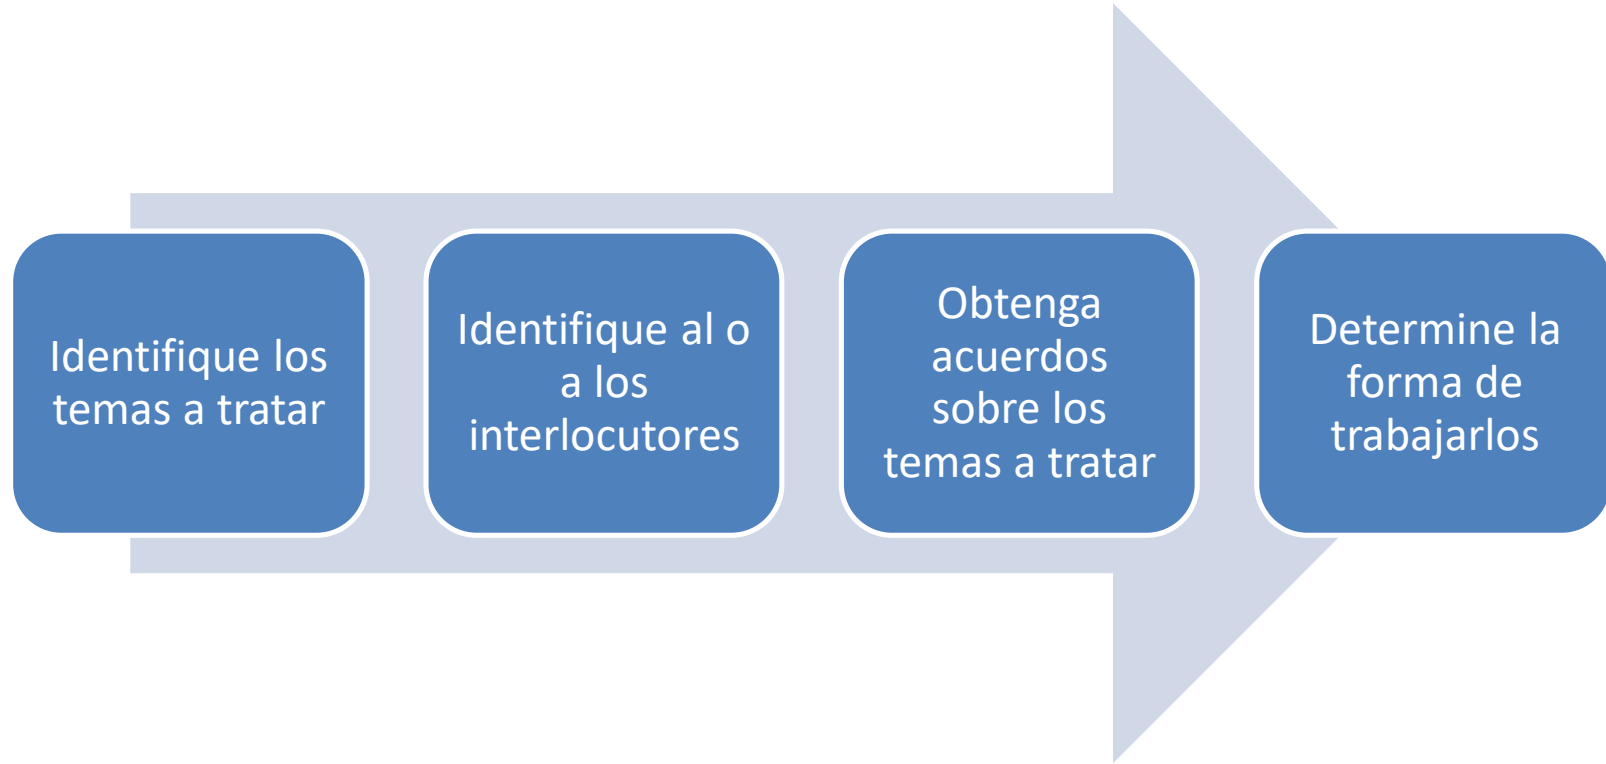 Identifique los
temas a tratar
Identifique al o
a los
interlocutores
Obtenga
acuerdos
sobre los
temas a tratar
Determine la
forma de
trabajarlos